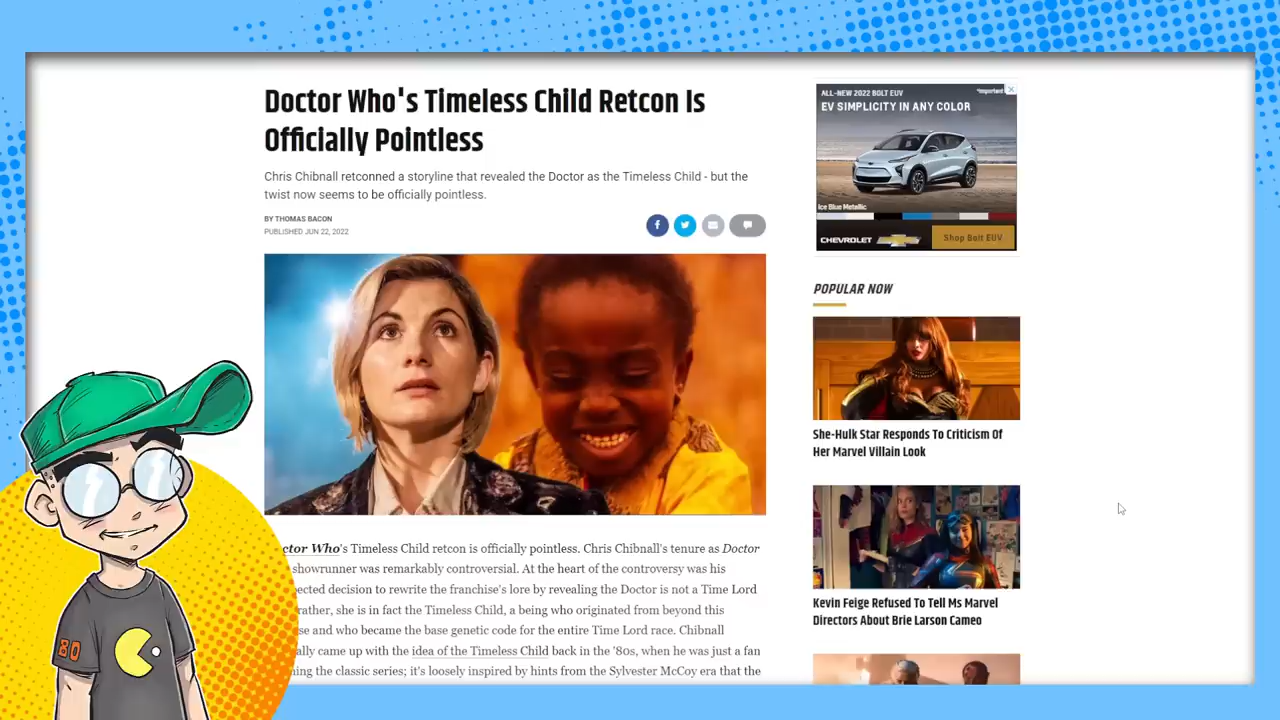 Doctor Who's Timeless Child Retcon Is
Officially Pointless
Chris Chibnall retconned a storyline that revealed the Doctor as the Timeless Child - but the
twist now seems to be officially pointless.
BY THOMAS BACON
PUBLISHED JUN 22, 2022
ctor Who's Timeless Child retcon is officially pointless. Chris Chibnall's tenure as Doctor
showrunner was remarkably controversial. At the heart of the controversy was his
ected decision to rewrite the franchise's lore by revealing the Doctor is not a Time Lord
rather, she is in fact the Timeless Child, a being who originated from beyond this
se and who became the base genetic code for the entire Time Lord race. Chibnall
ally came up with the idea of the Timeless Child back in the '80s, when he was just a fan
ing the classic series; it's loosely inspired by hints from the Sylvester McCoy era that the
ALL-NEW 2022 BOLT EUV
*Important
EV SIMPLICITY IN ANY COLOR
Ice Blue Metallic
CHEVROLET
Shop Bolt EUV
POPULAR NOW
She-Hulk Star Responds To Criticism Of
Her Marvel Villain Look
Kevin Feige Refused To Tell Ms Marvel
Directors About Brie Larson Cameo
80